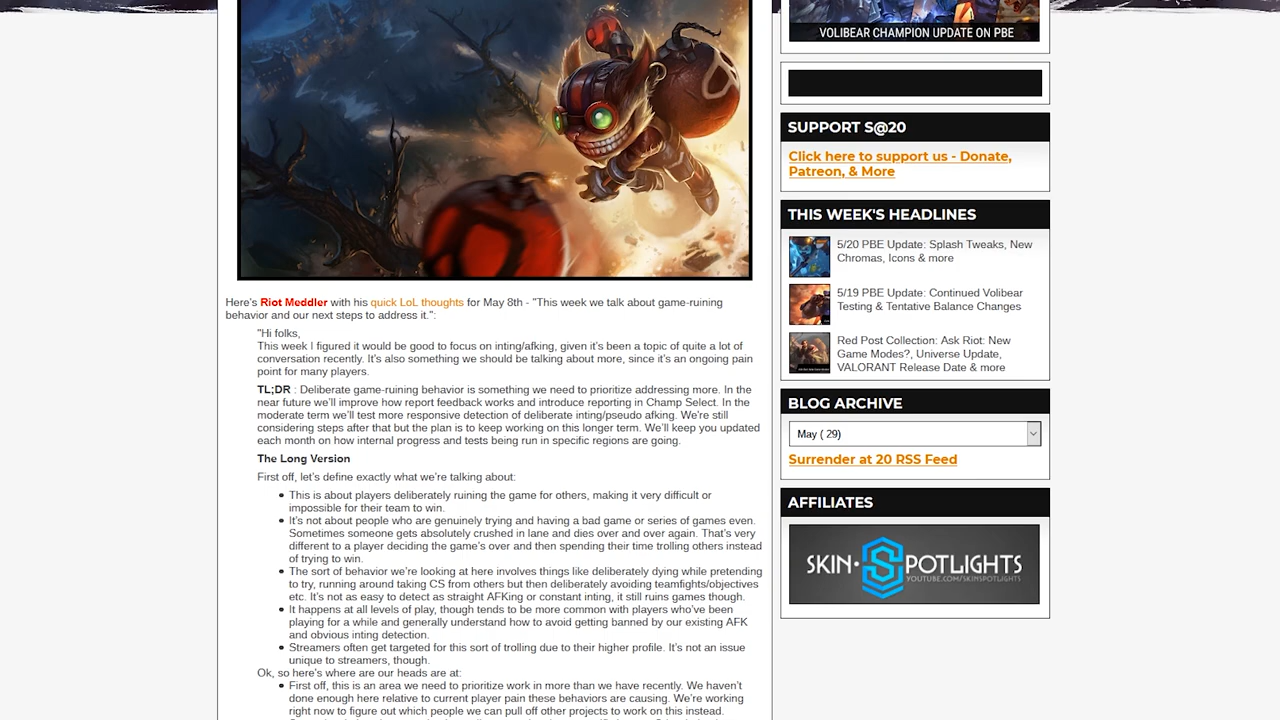 VOLIBEAR CHAMPION UPDATE ON PBE
SUPPORT S@20
Click here to support us - Donate,
Patreon, & More
THIS WEEK'S HEADLINES
5/20 PBE Update: Splash Tweaks, New
Chromas, Icons & more
5/19 PBE Update: Continued Volibear
Testing & Tentative Balance Changes
Red Post Collection: Ask Riot: New
Game Modes?, Universe Update,
VALORANT Release Date & more
BLOG ARCHIVE
May ( 29)
Surrender at 20 RSS Feed
AFFILIATES
SKIN·SPOTLIGHTS
YOUTUBE.COM/SKINSPOTLIGHTS
Here's Riot Meddler with his quick LoL thoughts for May 8th - "This week we talk about game-ruining
behavior and our next steps to address it.":
"Hi folks,
This week I figured it would be good to focus on inting/afking, given it's been a topic of quite a lot of
conversation recently. It's also something we should be talking about more, since it's an ongoing pain
point for many players.
TL;DR : Deliberate game-ruining behavior is something we need to prioritize addressing more. In the
near future we'll improve how report feedback works and introduce reporting in Champ Select. In the
moderate term we'll test more responsive detection of deliberate inting/pseudo afking. We're still
considering steps after that but the plan is to keep working on this longer term. We'll keep you updated
each month on how internal progress and tests being run in specific regions are going.
The Long Version
First off, let's define exactly what we're talking about:
• This is about players deliberately ruining the game for others, making it very difficult or
impossible for their team to win.
• It's not about people who are genuinely trying and having a bad game or series of games even.
Sometimes someone gets absolutely crushed in lane and dies over and over again. That's very
different to a player deciding the game's over and then spending their time trolling others instead
of trying to win.
• The sort of behavior we're looking at here involves things like deliberately dying while pretending
to try, running around taking CS from others but then deliberately avoiding teamfights/objectives
etc. It's not as easy to detect as straight AFKing or constant inting, it still ruins games though.
• It happens at all levels of play, though tends to be more common with players who've been
playing for a while and generally understand how to avoid getting banned by our existing AFK
and obvious inting detection.
• Streamers often get targeted for this sort of trolling due to their higher profile. It's not an issue
unique to streamers, though.
Ok, so here's where are our heads are at:
• First off, this is an area we need to prioritize work in more than we have recently. We haven't
done enough here relative to current player pain these behaviors are causing. We're working
right now to figure out which people we can pull off other projects to work on this instead.